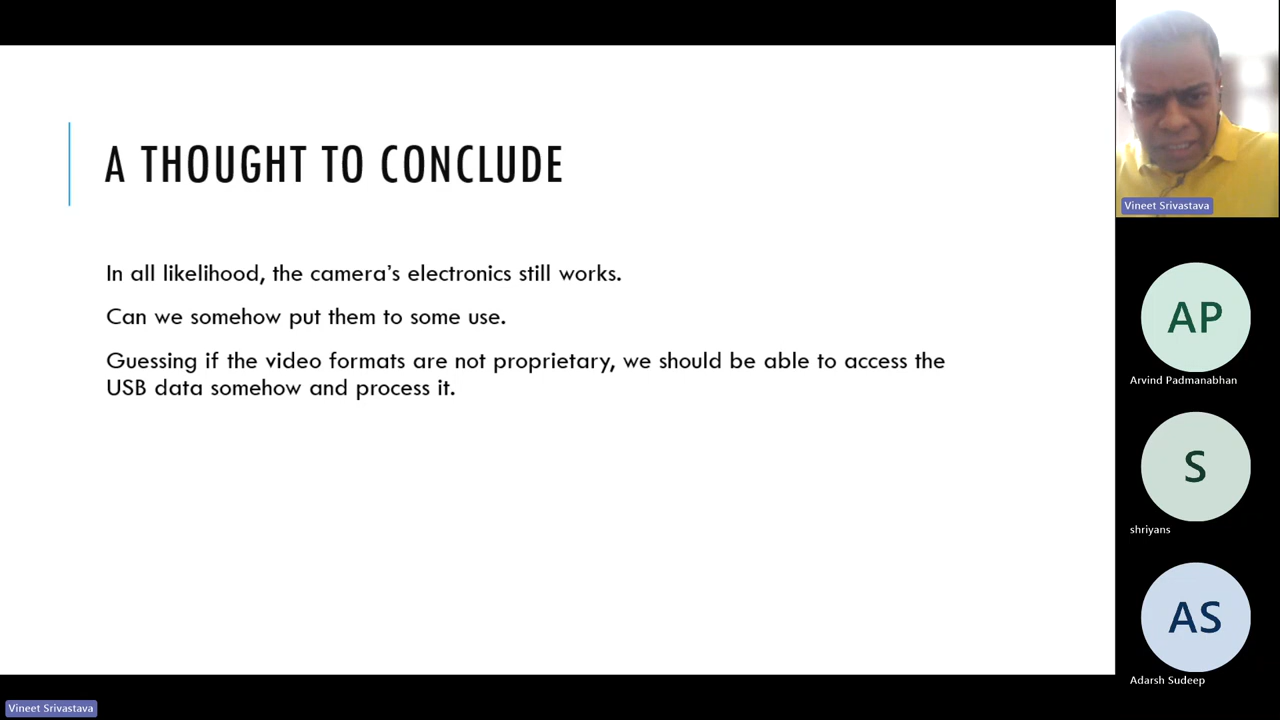 A THOUGHT TO CONCLUDE
In all likelihood, the camera’s electronics still works.
Can we somehow put them to some use.
Guessing if the video formats are not proprietary, we should be able to access the
USB data somehow and process it.
Vineet Srivastava
AP
Arvind Padmanabhan
S
shriyans
AS
Adarsh Sudeep
Vineet Srivastava